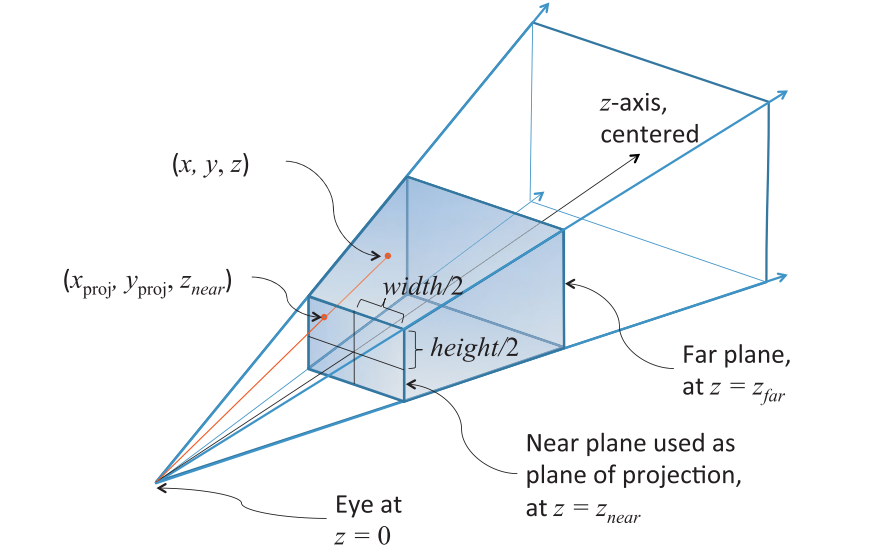 z-axis,
centered
(x, y, z)
(xproj, yproj, znear)
width/2
height/2
Far plane,
at z = zfar
Near plane used as
plane of projection,
at z = znear
Eye at
z = 0